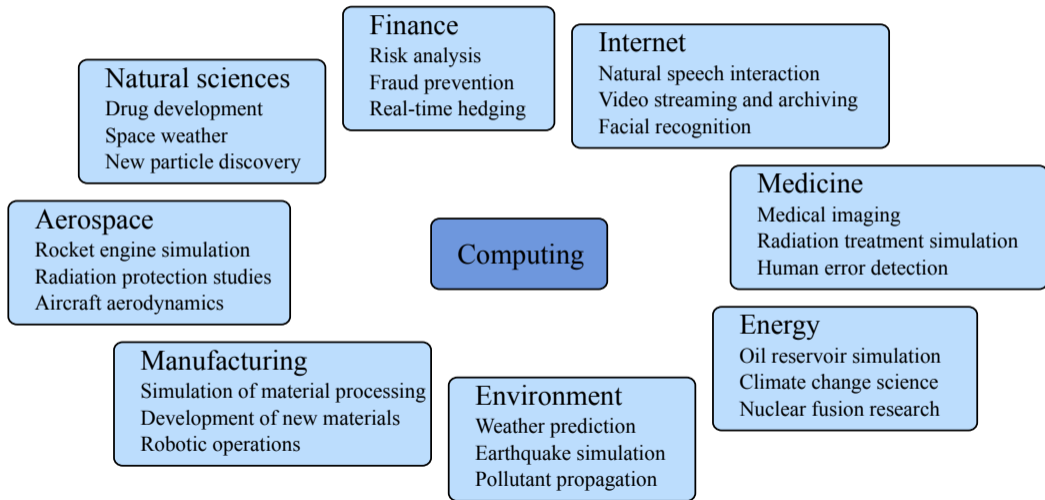 Finance
Risk analysis
Fraud prevention
Real-time hedging
Internet
Natural speech interaction
Video streaming and archiving
Facial recognition
Natural sciences
Drug development
Space weather
New particle discovery
Medicine
Medical imaging
Radiation treatment simulation
Human error detection
Aerospace
Rocket engine simulation
Radiation protection studies
Aircraft aerodynamics
Computing
Energy
Oil reservoir simulation
Climate change science
Nuclear fusion research
Manufacturing
Simulation of material processing
Development of new materials
Robotic operations
Environment
Weather prediction
Earthquake simulation
Pollutant propagation